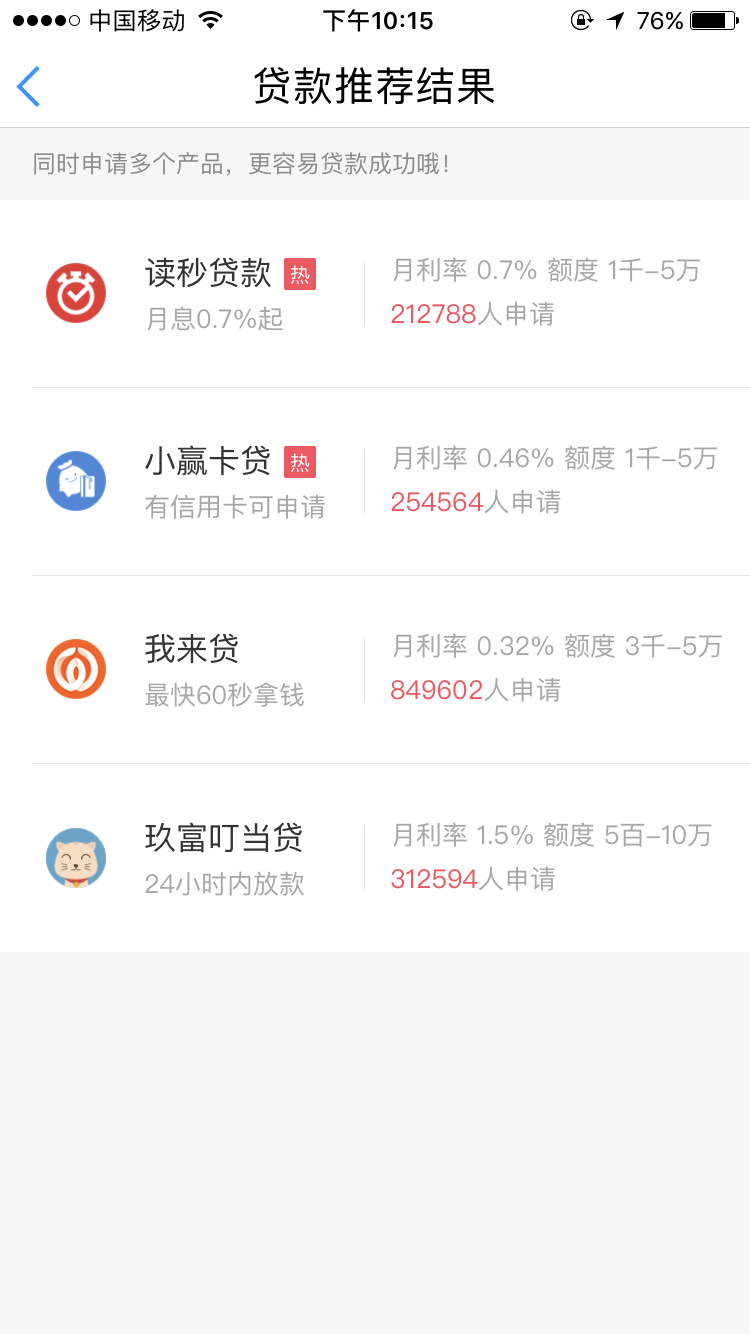 中国移动 下午10:15 76%
贷款推荐结果
同时申请多个产品，更容易贷款成功哦！
读秒贷款 热
月息0.7%起
月利率 0.7% 额度 1千-5万
212788人申请
小赢卡贷 热
有信用卡可申请
月利率 0.46% 额度 1千-5万
254564人申请
我来贷
最快60秒拿钱
月利率 0.32% 额度 3千-5万
849602人申请
玖富叮当贷
24小时内放款
月利率 1.5% 额度 5百-10万
312594人申请